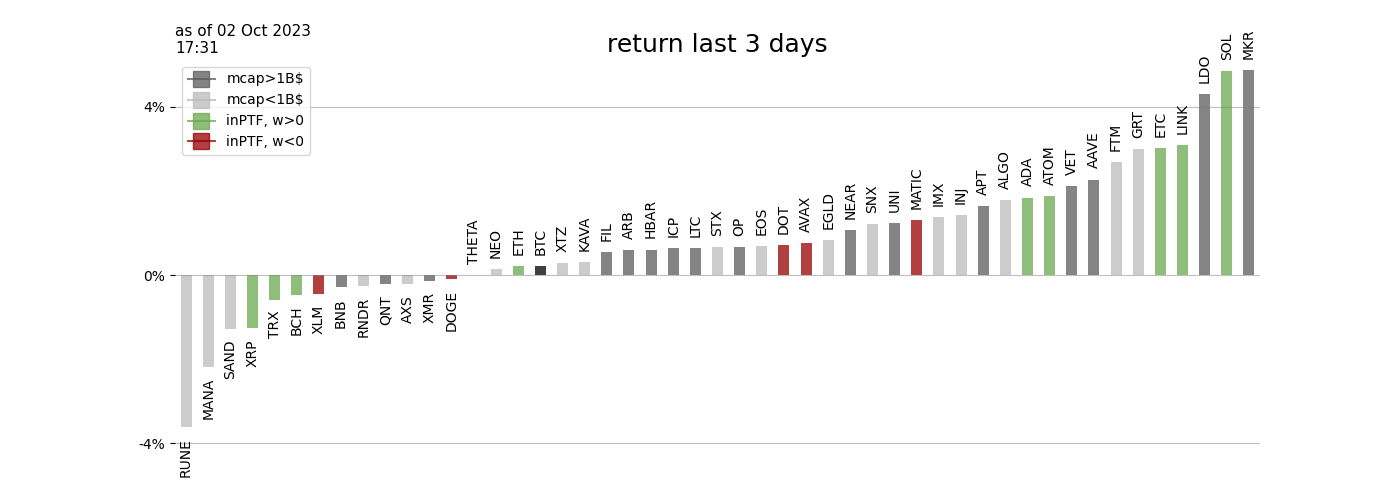 as of 02 Oct 2023
17:31
return last 3 days
mcap>1B$
mcap<1B$
inPTF, w>0
inPTF, w<0
4%
0%
-4%
RUNE
MANA
SAND
XRP
TRX
BCH
XLM
BNB
RNDR
QNT
AXS
XMR
DOGE
THETA
NEO
ETH
BTC
XTZ
KAVA
FIL
ARB
HBAR
ICP
LTC
STX
OP
EOS
DOT
AVAX
EGLD
NEAR
SNX
UNI
MATIC
IMX
INJ
APT
ALGO
ADA
ATOM
VET
AAVE
FTM
GRT
ETC
LINK
LDO
SOL
MKR